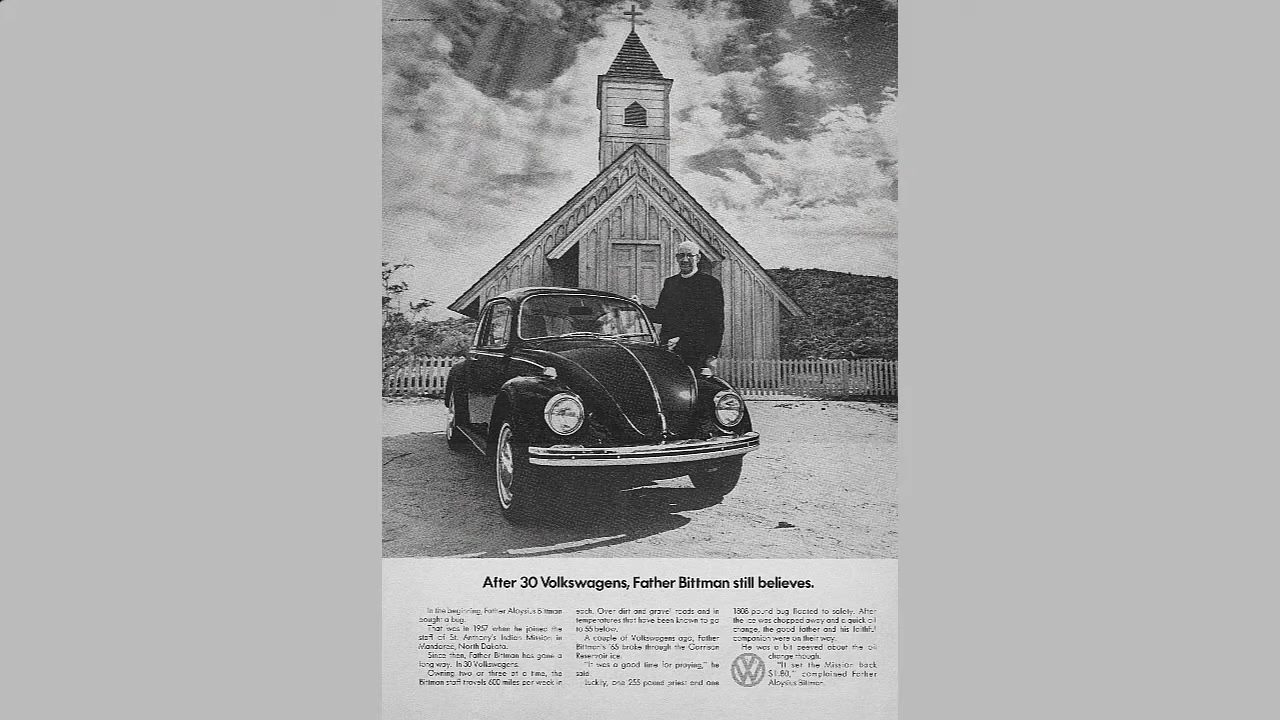 After 30 Volkswagens, Father Bittman still believes.
In the beginning, Father Aloysius Bittman
bought a bug.
That was in 1957 when he joined the
staff of St. Anthony's Indian Mission in
Mandaree, North Dakota.
Since then, Father Bittman has gone a
long way. In 30 Volkswagens.
Owning two or three at a time, the
Bittman staff travels 600 miles per week in
each. Over dirt and gravel roads and in
temperatures that have been known to go
to 55 below.
A couple of Volkswagens ago, Father
Bittman's '65 broke through the Garrison
Reservoir ice.
"It was a good time for praying," he
said.
Luckily, one 255 pound priest and one
1808 pound bug floated to safety. After
the ice was chopped away and a quick oil
change, the good father and his faithful
companion were on their way.
He was a bit peeved about the oil
change though.
"It set the Mission back
$1.80," complained Father
Aloysius Bittman.
VW